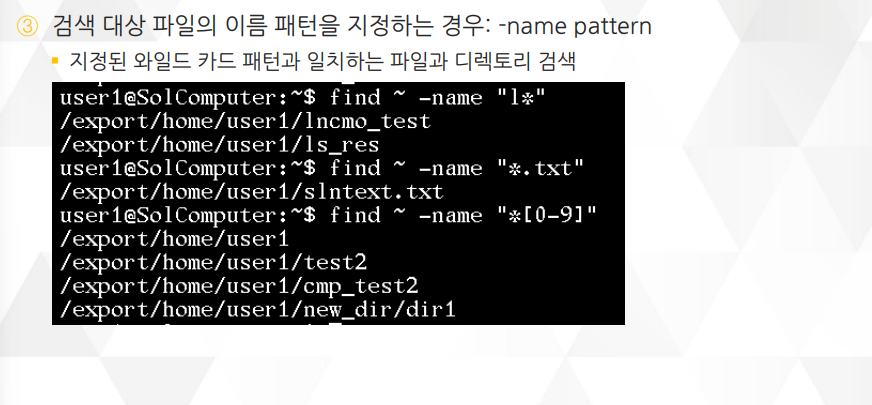 ③ 검색 대상 파일의 이름 패턴을 지정하는 경우: -name pattern
▪ 지정된 와일드 카드 패턴과 일치하는 파일과 디렉토리 검색
user1@SolComputer:~$ find ~ -name "l*"
/export/home/user1/lncmo_test
/export/home/user1/ls_res
user1@SolComputer:~$ find ~ -name "*.txt"
/export/home/user1/slntext.txt
user1@SolComputer:~$ find ~ -name "*[0-9]"
/export/home/user1
/export/home/user1/test2
/export/home/user1/cmp_test2
/export/home/user1/new_dir/dir1